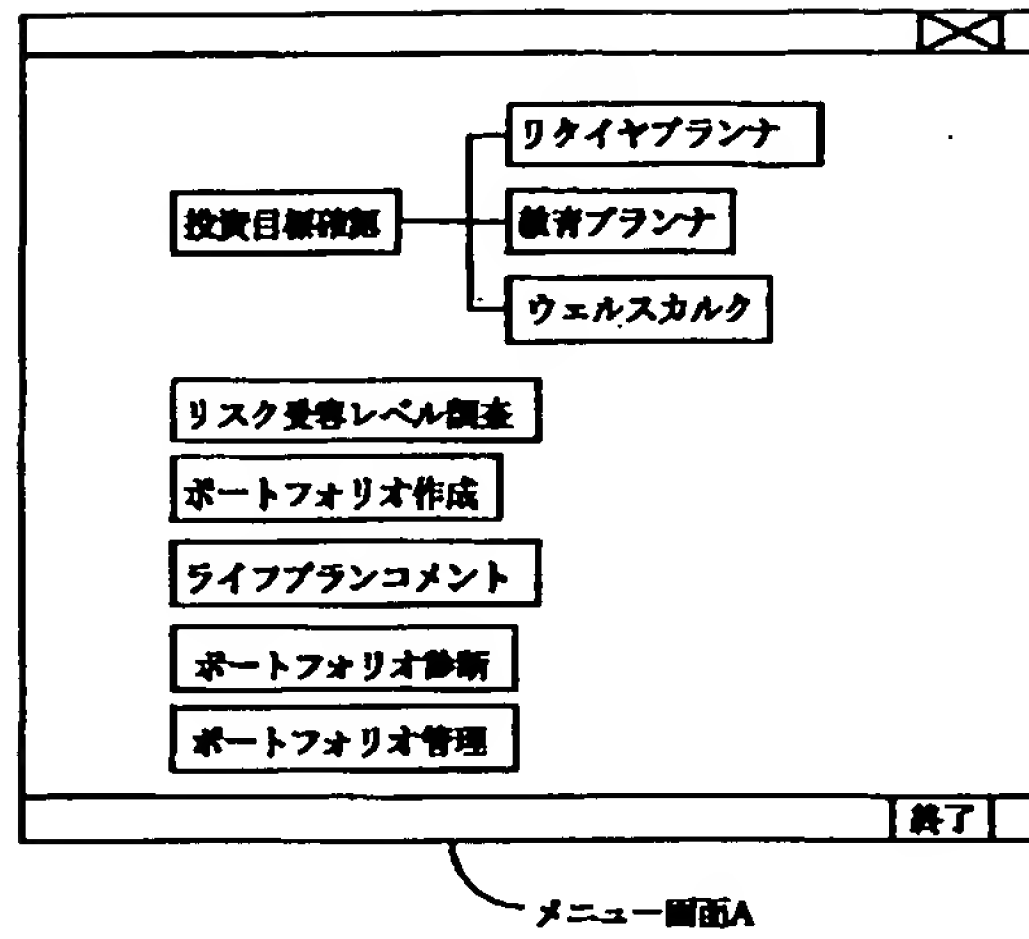 リタイヤプランナ
投資目標確認
教育プランナ
ウェルスカルク
リスク受容レベル調査
ポートフォリオ作成
ライフプランコメント
ポートフォリオ診断
ポートフォリオ管理
終了
メニュー画面A